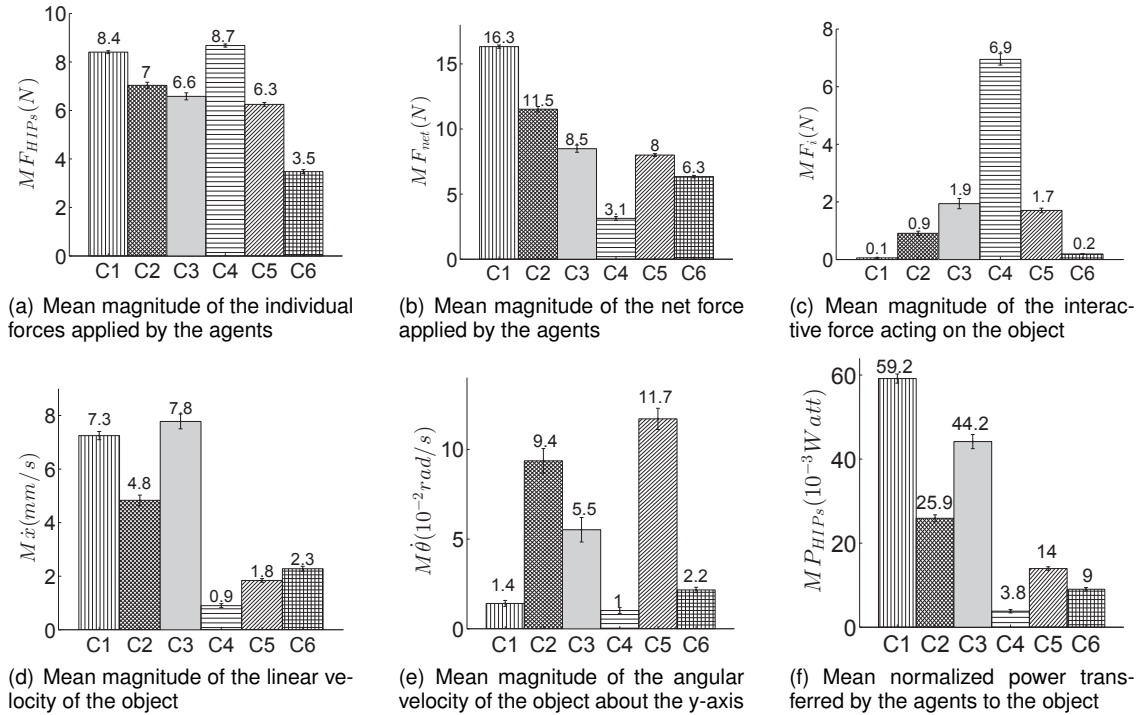 10
8
6
4
2
0
MF_HIPs(N)
8.4
7
6.6
8.7
6.3
3.5
C1 C2 C3 C4 C5 C6
(a) Mean magnitude of the individual
forces applied by the agents
15
10
5
0
MF_net(N)
16.3
11.5
8.5
3.1
8
6.3
C1 C2 C3 C4 C5 C6
(b) Mean magnitude of the net force
applied by the agents
8
6
4
2
0
MF_i(N)
0.1
0.9
1.9
6.9
1.7
0.2
C1 C2 C3 C4 C5 C6
(c) Mean magnitude of the interac-
tive force acting on the object
8
6
4
2
0
Mẋ(mm/s)
7.3
4.8
7.8
0.9
1.8
2.3
C1 C2 C3 C4 C5 C6
(d) Mean magnitude of the linear ve-
locity of the object
10
5
0
Mθ̇(10⁻²rad/s)
1.4
9.4
5.5
1
11.7
2.2
C1 C2 C3 C4 C5 C6
(e) Mean magnitude of the angular
velocity of the object about the y-axis
60
40
20
0
MP_HIPs(10⁻³Watt)
59.2
25.9
44.2
3.8
14
9
C1 C2 C3 C4 C5 C6
(f) Mean normalized power trans-
ferred by the agents to the object